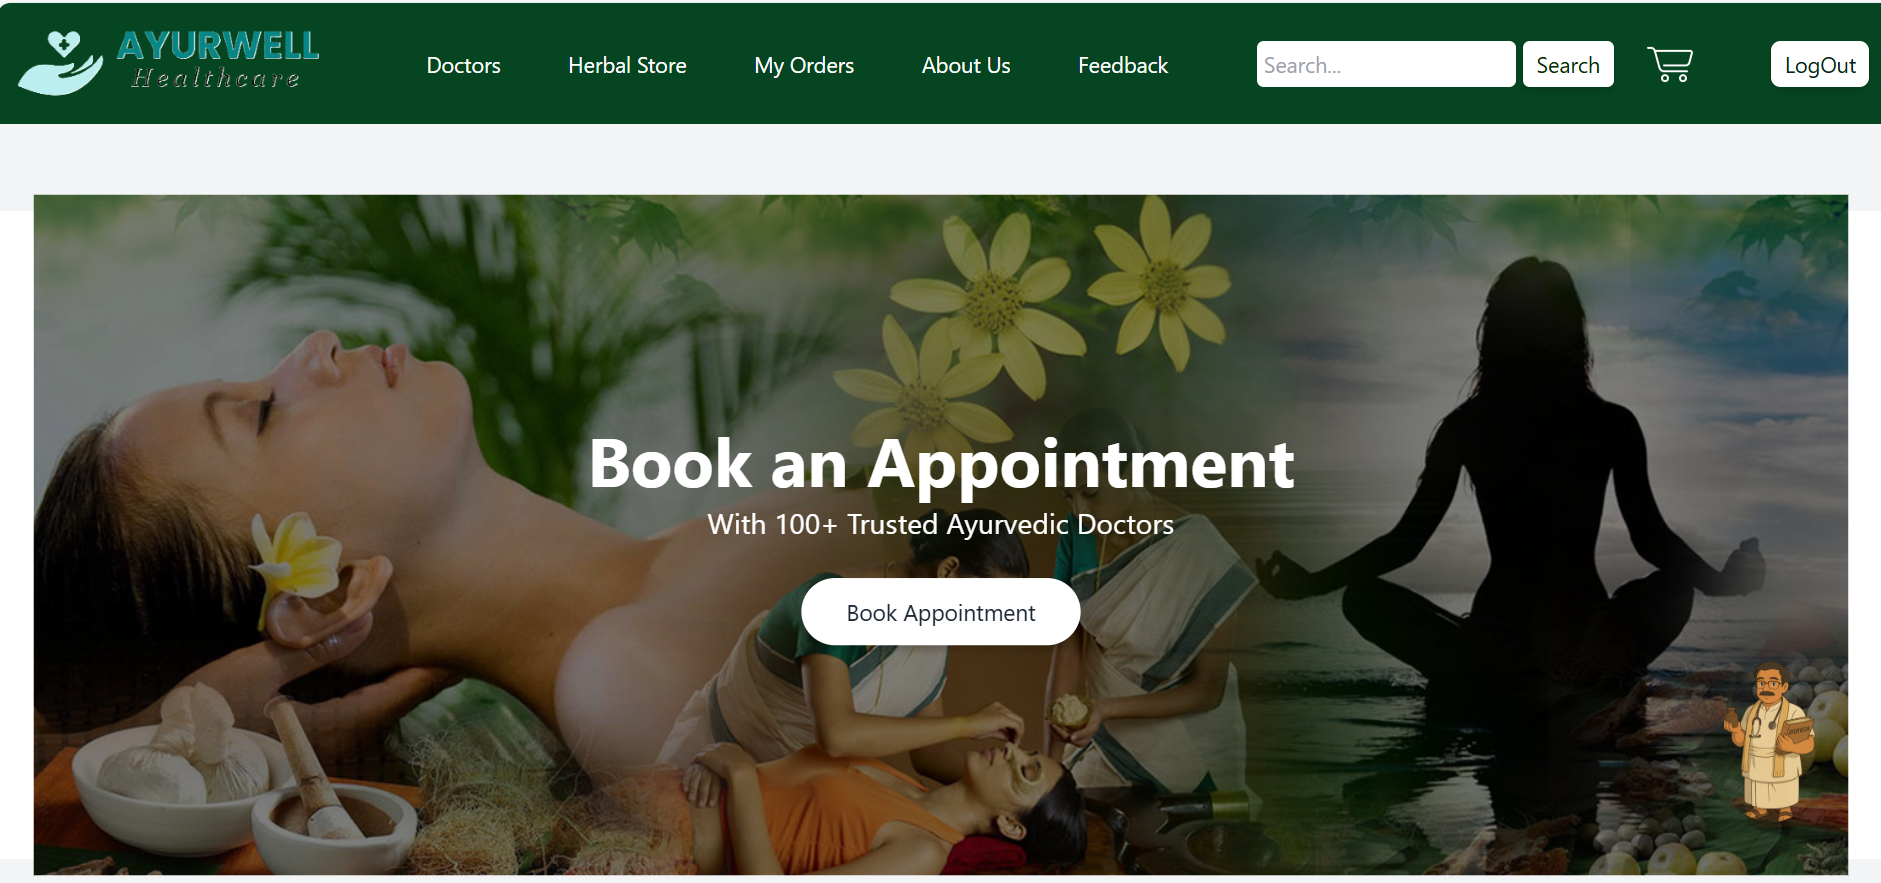 AYURWELL
Healthcare
Doctors
Herbal Store
My Orders
About Us
Feedback
Search...
Search
LogOut
Book an Appointment
With 100+ Trusted Ayurvedic Doctors
Book Appointment